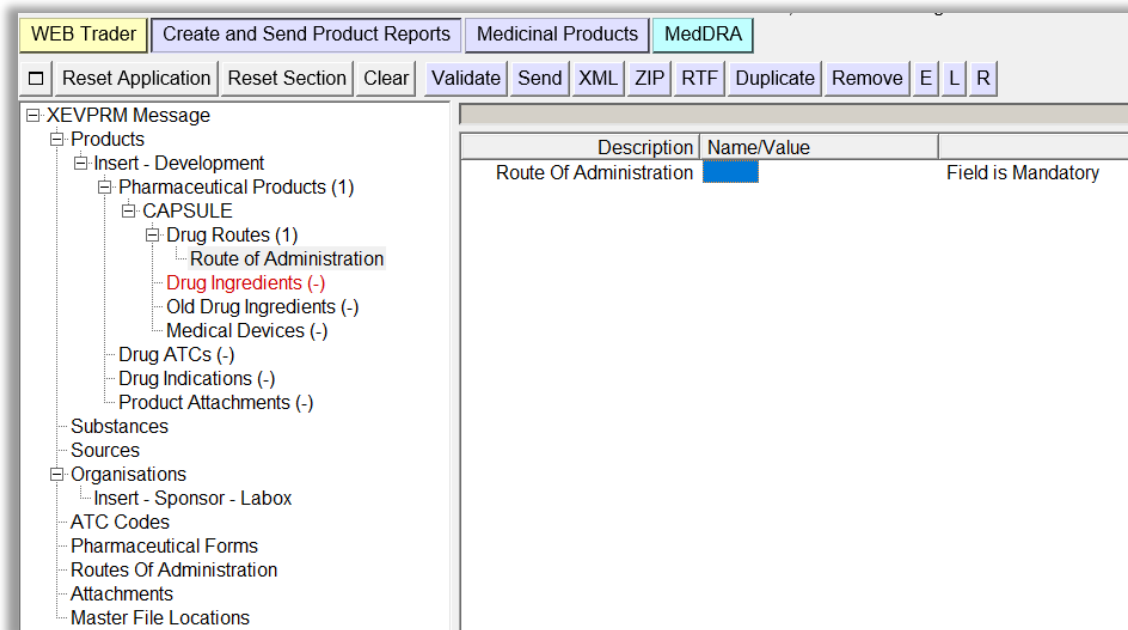 WEB Trader Create and Send Product Reports Medicinal Products MedDRA
Reset Application Reset Section Clear Validate Send XML ZIP RTF Duplicate Remove E L R
XEVPRM Message
Products
Description Name/Value
Insert - Development
Route Of Administration Field is Mandatory
Pharmaceutical Products (1)
CAPSULE
Drug Routes (1)
Route of Administration
Drug Ingredients (-)
Old Drug Ingredients (-)
Medical Devices (-)
Drug ATCs (-)
Drug Indications (-)
Product Attachments (-)
Substances
Sources
Organisations
Insert - Sponsor - Labox
ATC Codes
Pharmaceutical Forms
Routes Of Administration
Attachments
Master File Locations